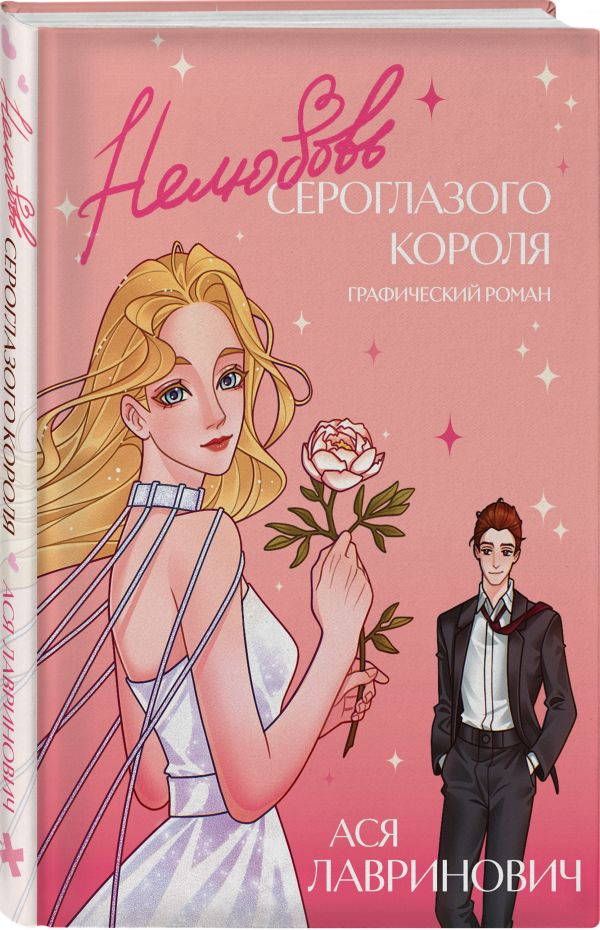 Нелюбовь
СЕРОГЛАЗОГО
КОРОЛЯ
ГРАФИЧЕСКИЙ РОМАН
АСЯ
ЛАВРИНОВИЧ
Нелюбовь СЕРОГЛАЗОГО КОРОЛЯ АСЯ ЛАВРИНОВИЧ